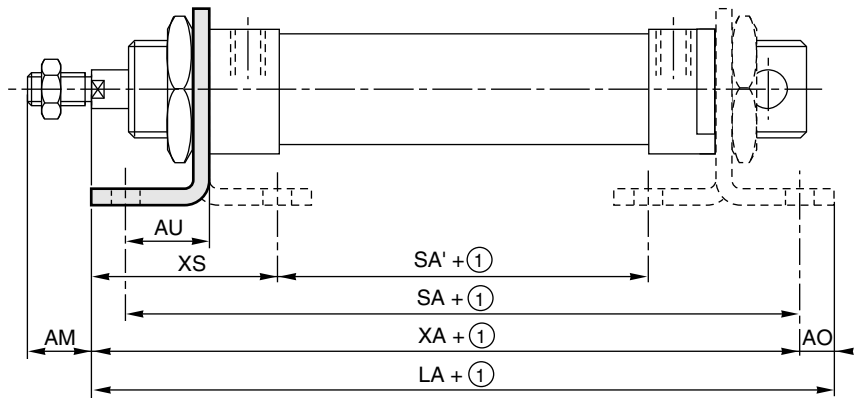 AU
XS
SA' + ①
SA + ①
AM
XA + ①
AO
LA + ①